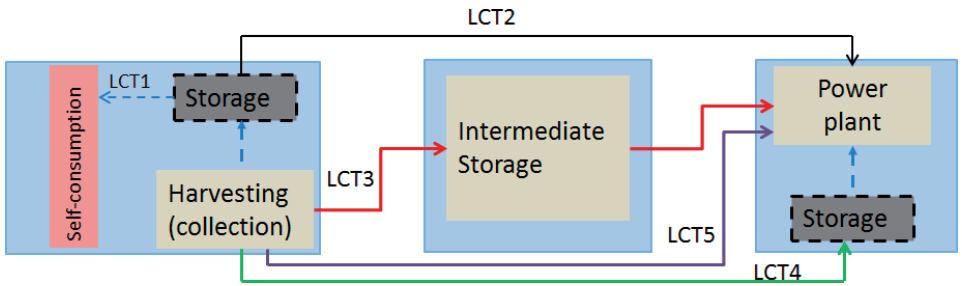 LCT2
LCT1
Self-consumption
Storage
Harvesting
(collection)
LCT3
Intermediate
Storage
Power
plant
Storage
LCT5
LCT4